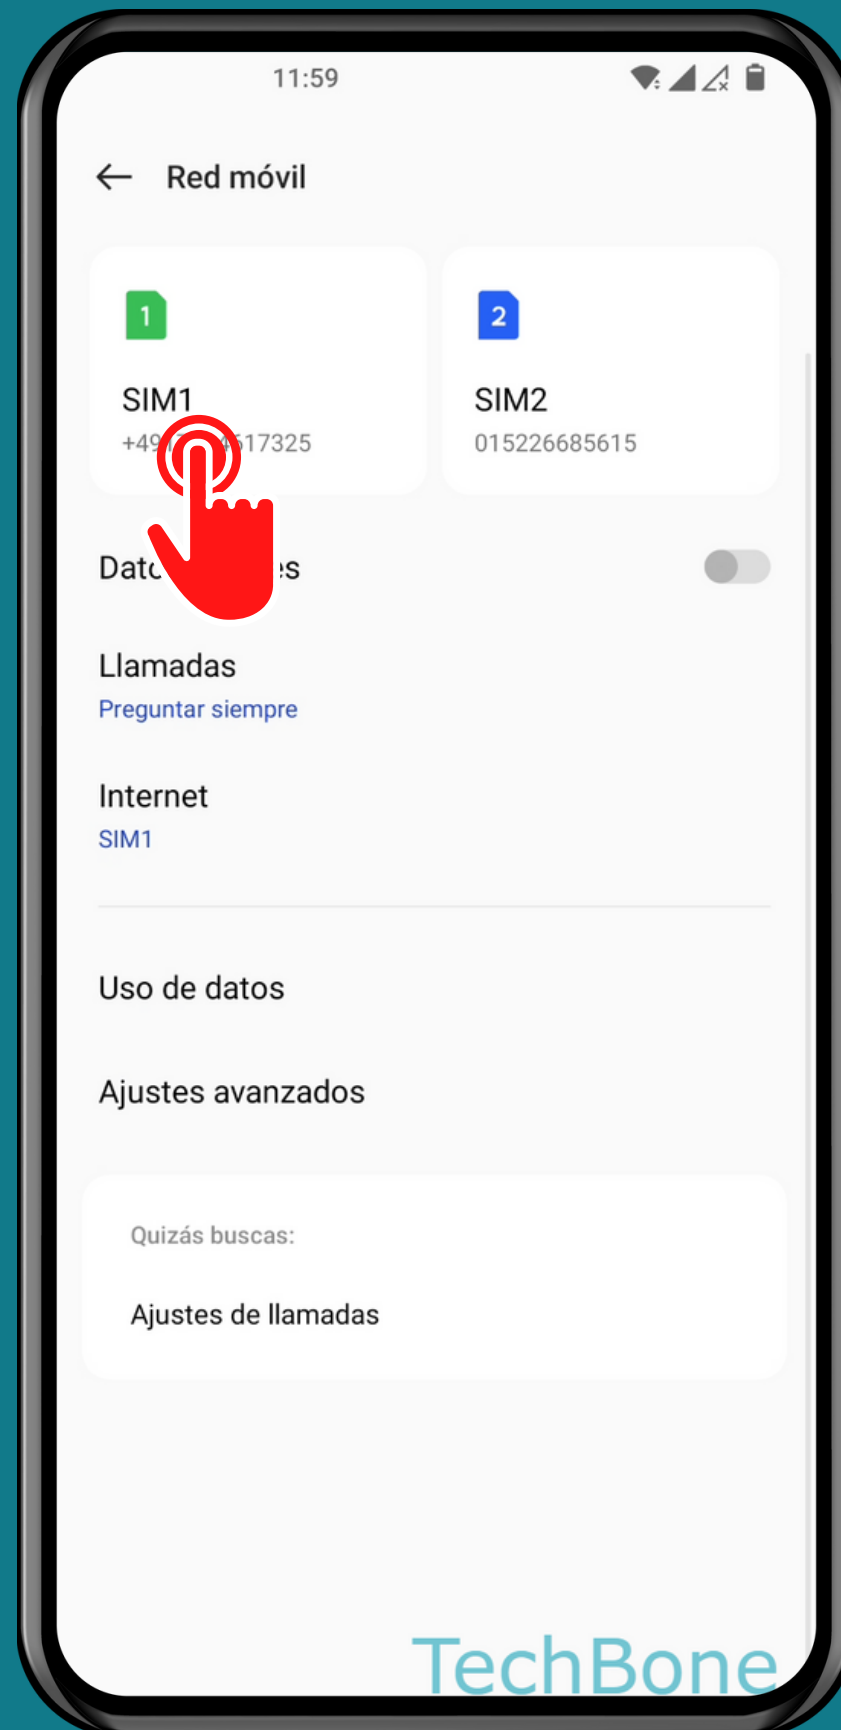 11:59
Red móvil
1
2
SIM1
SIM2
617325
015226685615
Llamadas
Preguntar siempre
Internet
SIM1
Uso de datos
Ajustes avanzados
Quizás buscas:
Ajustes de llamadas
TechBone